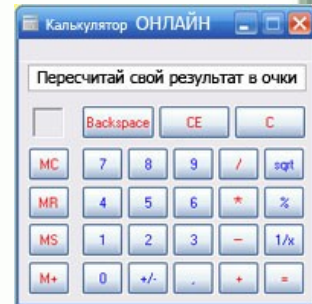 Калькулятор ОНЛАЙН
Пересчитай свой результат в очки
Backspace CE C
MC 7 8 9 / sqrt
MR 4 5 6 * %
MS 1 2 3 - 1/x
M+ 0 +/- , + =